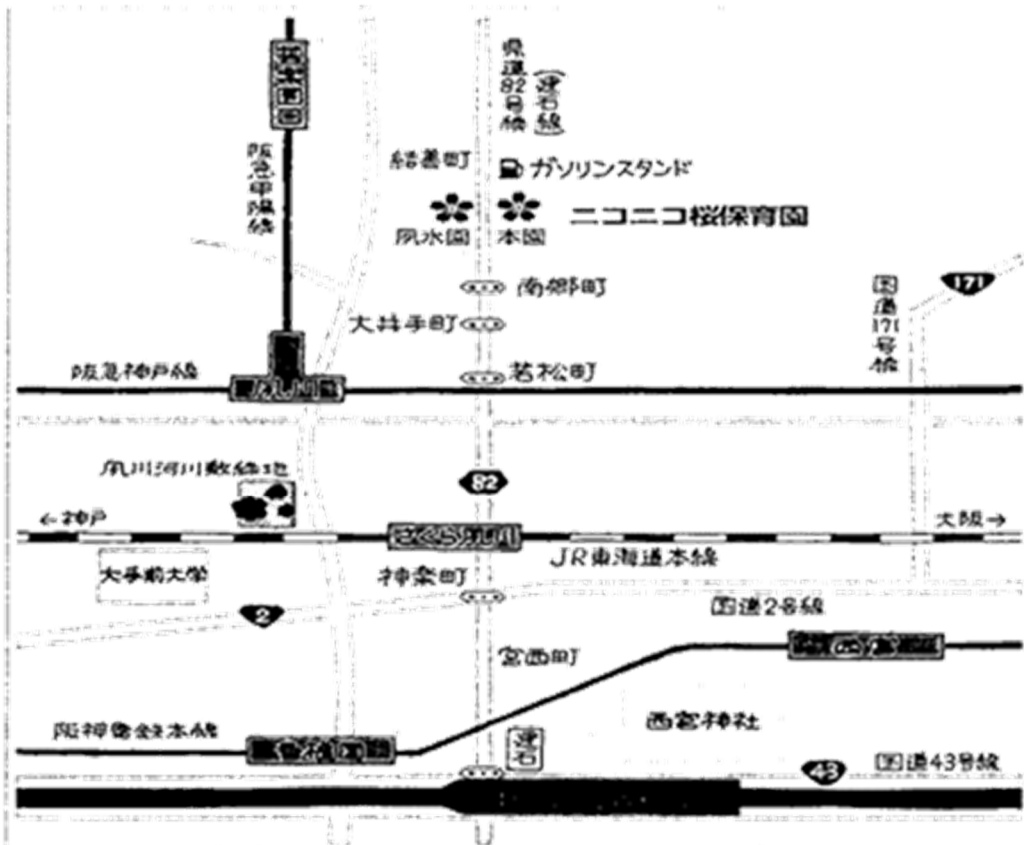 阪急甲陽線
県道82号線
(建石線)
結善町
ガソリンスタンド
ニコニコ桜保育園
夙水園
本園
南郷町
171
国道171号線
大井手町
若松町
阪急神戸線
夙川河川敷緑地
82
←神戸
さくら夙川
大阪→
JR東海道本線
大手前大学
神楽町
2
国道2号線
宮西町
西宮神社
阪神電鉄本線
建石
43
国道43号線